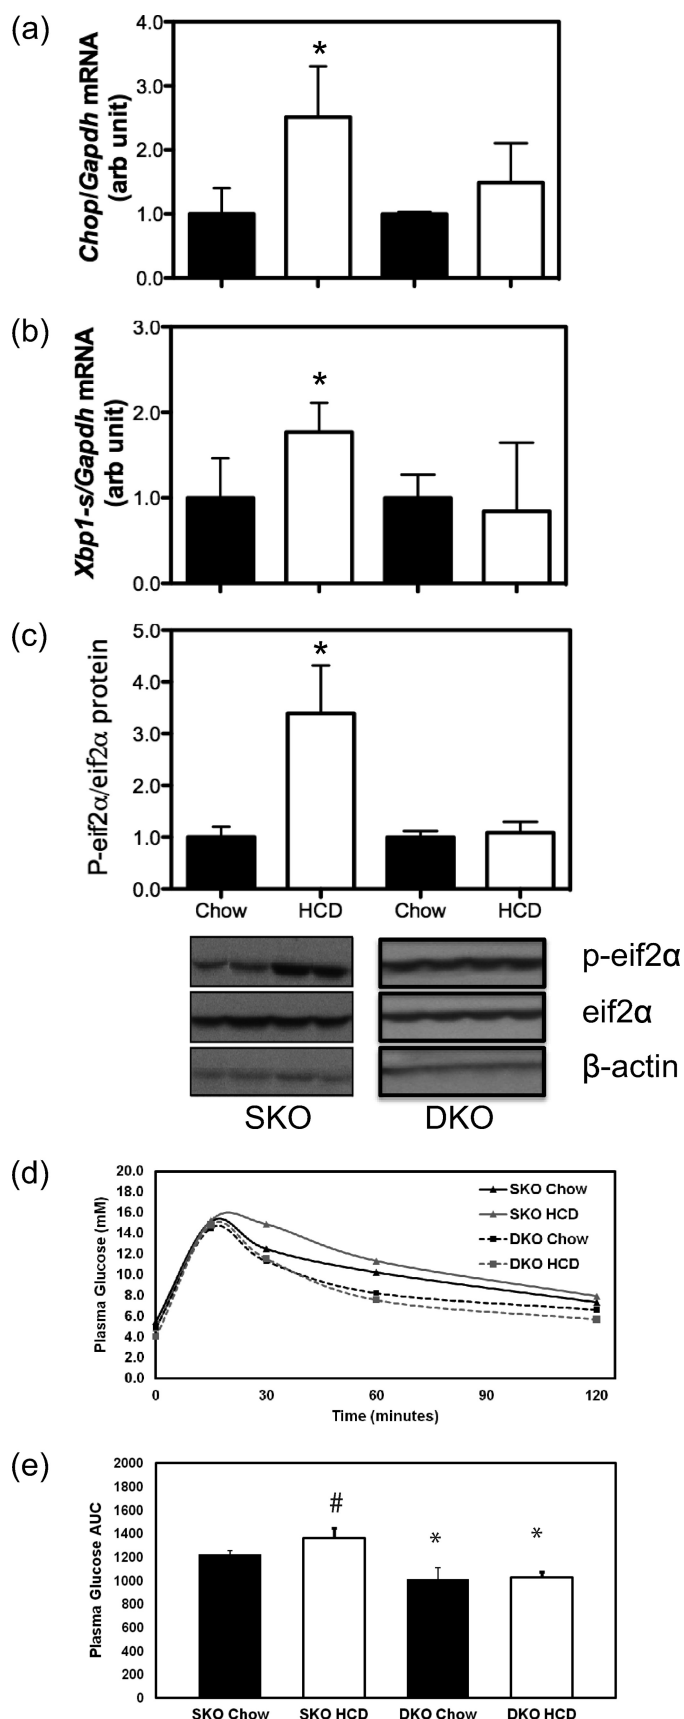 (a)
Chop/Gapdh mRNA
(arb unit)
4.0
3.0
2.0
1.0
0.0
*
(b)
Xbp1-s/Gapdh mRNA
(arb unit)
3.0
2.0
1.0
0.0
*
(c)
P-eif2α/eif2α protein
5.0
4.0
3.0
2.0
1.0
0.0
*
Chow HCD Chow HCD
p-eif2α
eif2α
β-actin
SKO DKO
(d)
Plasma Glucose (mM)
20.0
18.0
16.0
14.0
12.0
10.0
8.0
6.0
4.0
2.0
0.0
SKO Chow
SKO HCD
DKO Chow
DKO HCD
0 30 60 90 120
Time (minutes)
(e)
Plasma Glucose AUC
2000
1800
1600
1400
1200
1000
800
600
400
200
0
# * *
SKO Chow SKO HCD DKO Chow DKO HCD